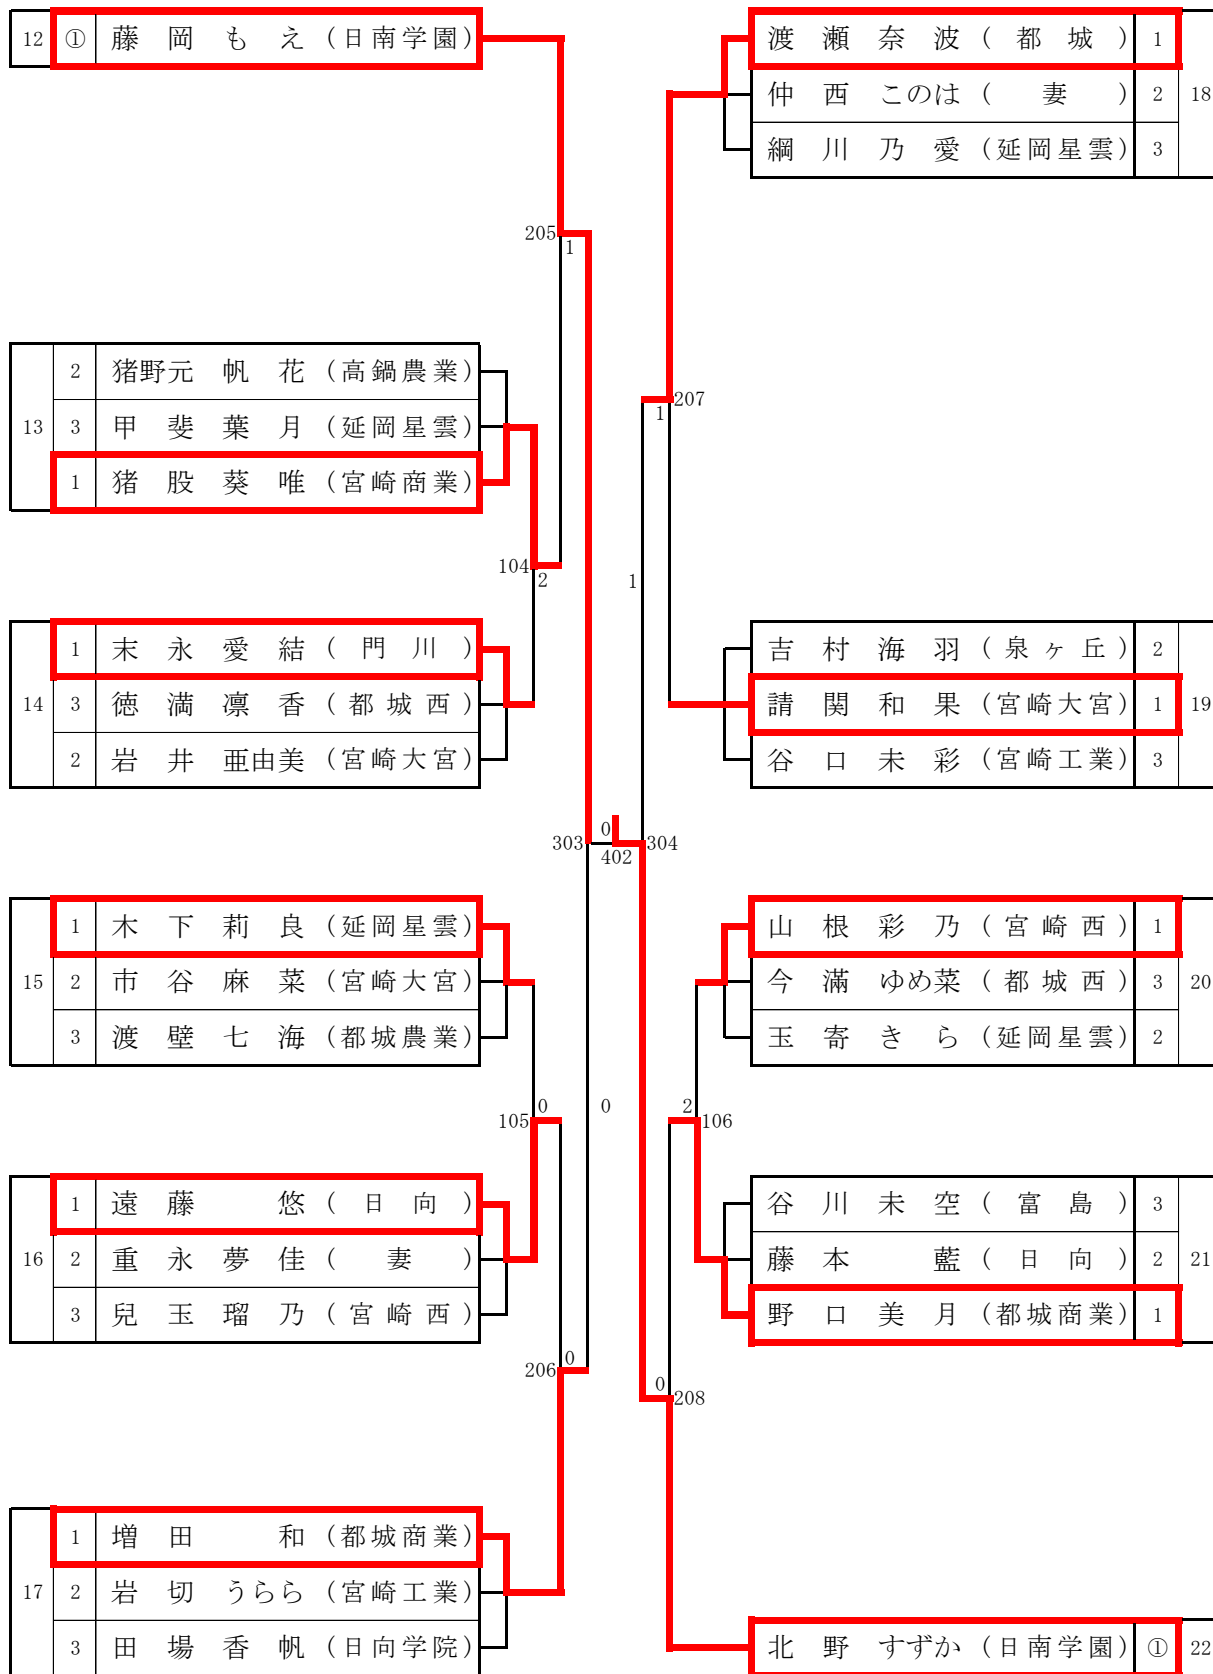 12 ① 藤岡もえ (日南学園)
205
1
13
2 猪野元 帆花 (高鍋農業)
3 甲斐葉月 (延岡星雲)
1 猪股葵唯 (宮崎商業)
104
2
14
1 末永愛結 (門川)
3 徳満凛香 (都城西)
2 岩井 亜由美 (宮崎大宮)
303
0
402
304
15
1 木下莉良 (延岡星雲)
2 市谷麻菜 (宮崎大宮)
3 渡壁七海 (都城農業)
105
0
0
16
1 遠藤 悠 (日向)
2 重永夢佳 (妻)
3 兒玉瑠乃 (宮崎西)
206
0
17
1 増田 和 (都城商業)
2 岩切 うらら (宮崎工業)
3 田場香帆 (日向学院)
渡瀬奈波 (都城) 1
仲西 このは (妻) 2
綱川乃愛 (延岡星雲) 3
18
207
1
1
吉村海羽 (泉ヶ丘) 2
請関和果 (宮崎大宮) 1
谷口未彩 (宮崎工業) 3
19
山根彩乃 (宮崎西) 1
今滿 ゆめ菜 (都城西) 3
玉寄きら (延岡星雲) 2
20
2
106
谷川未空 (富島) 3
藤本 藍 (日向) 2
野口美月 (都城商業) 1
21
0
208
北野 すずか (日南学園) ① 22